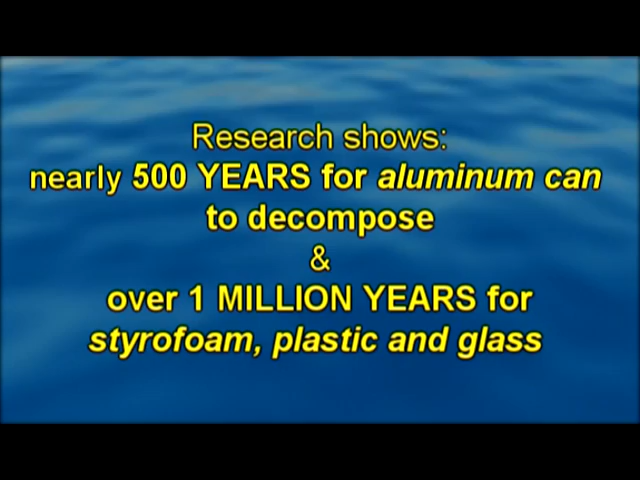 Research shows:
nearly 500 YEARS for aluminum can
to decompose
&
over 1 MILLION YEARS for
styrofoam, plastic and glass